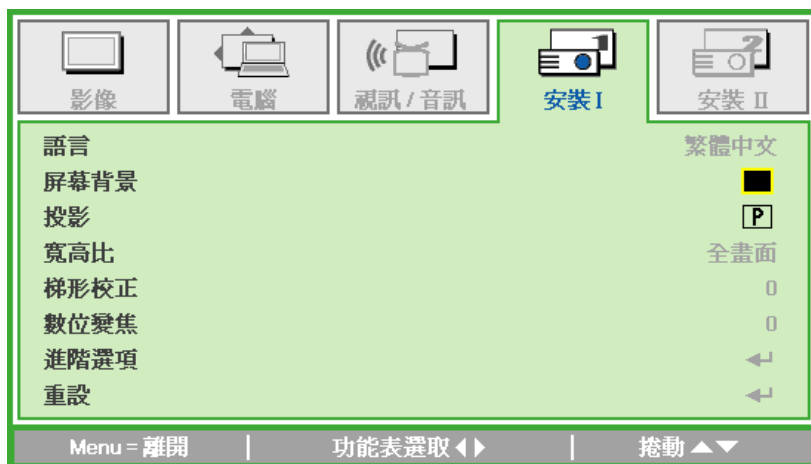 影像
電腦
視訊 / 音訊
安裝 I
安裝 II
語言 繁體中文
屏幕背景
投影 P
寬高比 全畫面
梯形校正 0
數位變焦 0
進階選項
重設
Menu = 離開 | 功能表選取 | 捲動